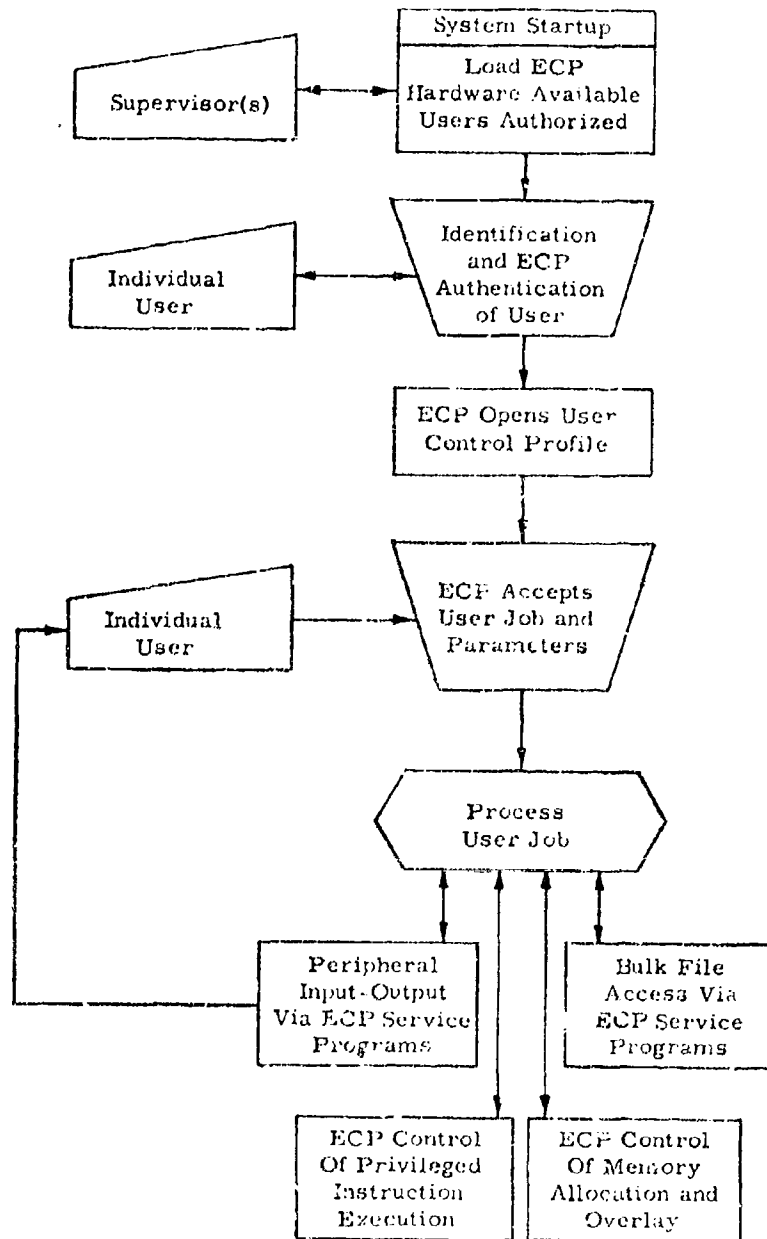 System Startup
Load ECP
Hardware Available
Users Authorized
Supervisor(s)
Identification
and ECP
Authentication
of User
Individual
User
ECP Opens User
Control Profile
ECP Accepts
User Job and
Parameters
Individual
User
Process
User Job
Peripheral
Input-Output
Via ECP Service
Programs
Bulk File
Access Via
ECP Service
Programs
ECP Control
Of Privileged
Instruction
Execution
ECP Control
Of Memory
Allocation and
Overlay